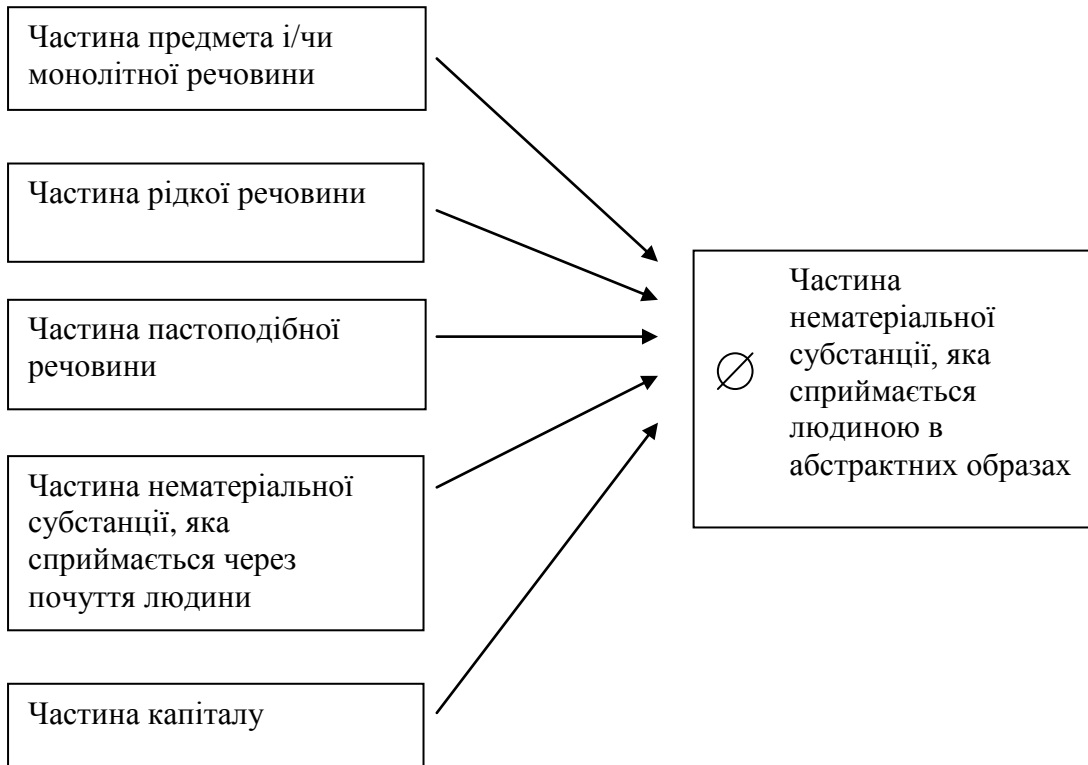 Частина предмета і/чи
монолітної речовини
Частина рідкої речовини
Частина пастоподібної
речовини
Частина нематеріальної
субстанції, яка
сприймається через
почуття людини
Частина капіталу
∅
Частина
нематеріальної
субстанції, яка
сприймається
людиною в
абстрактних образах